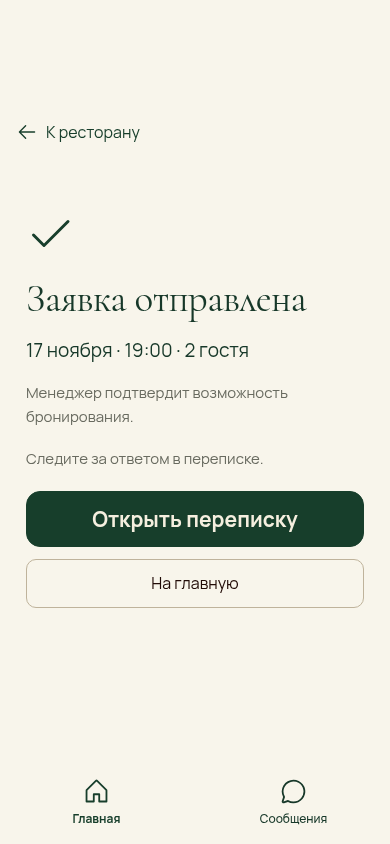 К ресторану
Заявка отправлена
17 ноября · 19:00 · 2 гостя
Менеджер подтвердит возможность
бронирования.
Следите за ответом в переписке.
Открыть переписку
На главную
Главная
Сообщения